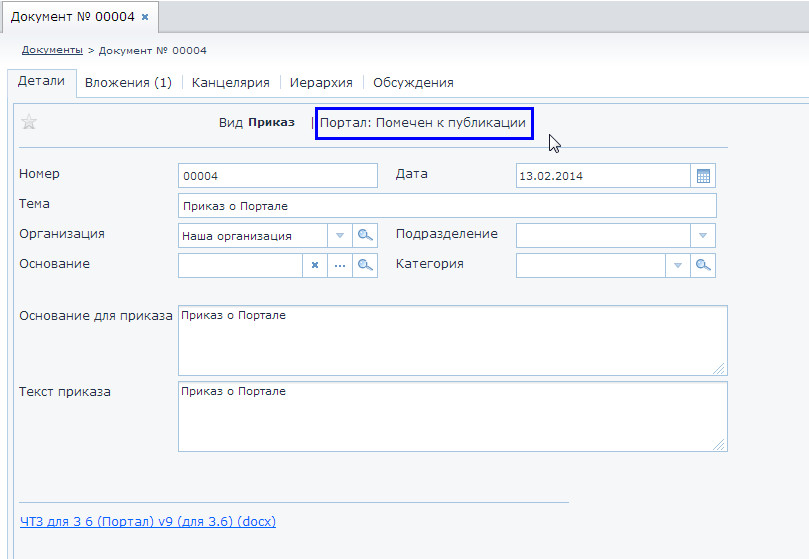 Документ № 00004 ×
Документы > Документ № 00004
Детали Вложения (1) Канцелярия Иерархия Обсуждения
Вид Приказ Портал: Помечен к публикации
Номер 00004 Дата 13.02.2014
Тема Приказ о Портале
Организация Наша организация Подразделение
Основание × ... Категория
Основание для приказа Приказ о Портале
Текст приказа Приказ о Портале
ЧТЗ для 3 6 (Портал) v9 (для 3.6) (docx)